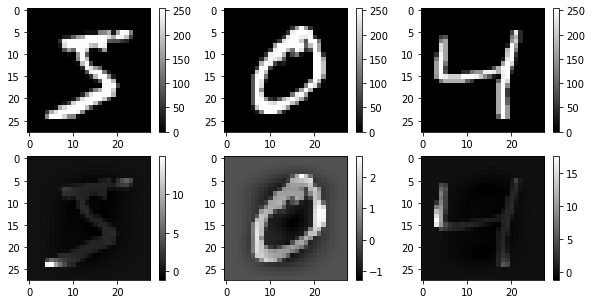 0 5 10 15 20 25 0 10 20 5 250 200 150 100 50 0
0 5 10 15 20 25 0 10 20 0 250 200 150 100 50 0
0 5 10 15 20 25 0 10 20 4 250 200 150 100 50 0
0 5 10 15 20 25 0 10 20 5 10 5 0
0 5 10 15 20 25 0 10 20 0 2 1 0 −1
0 5 10 15 20 25 0 10 20 4 15 10 5 0